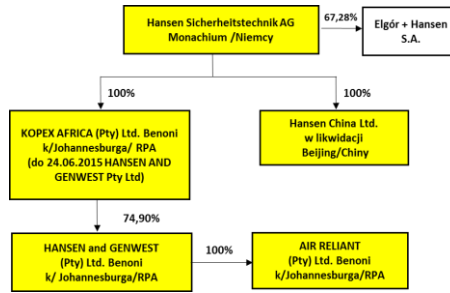 Hansen Sicherheitstechnik AG
Monachium /Niemcy
67,28%
Elgór + Hansen
S.A.
100%
100%
KOPEX AFRICA (Pty) Ltd. Benoni
k/Johannesburga/ RPA
(do 24.06.2015 HANSEN AND
GENWEST Pty Ltd)
Hansen China Ltd.
w likwidacji
Beijing/Chiny
74,90%
HANSEN and GENWEST
(Pty) Ltd. Benoni
k/ Johannesburga/RPA
100%
AIR RELIANT
(Pty) Ltd. Benoni
k/Johannesburga/RPA